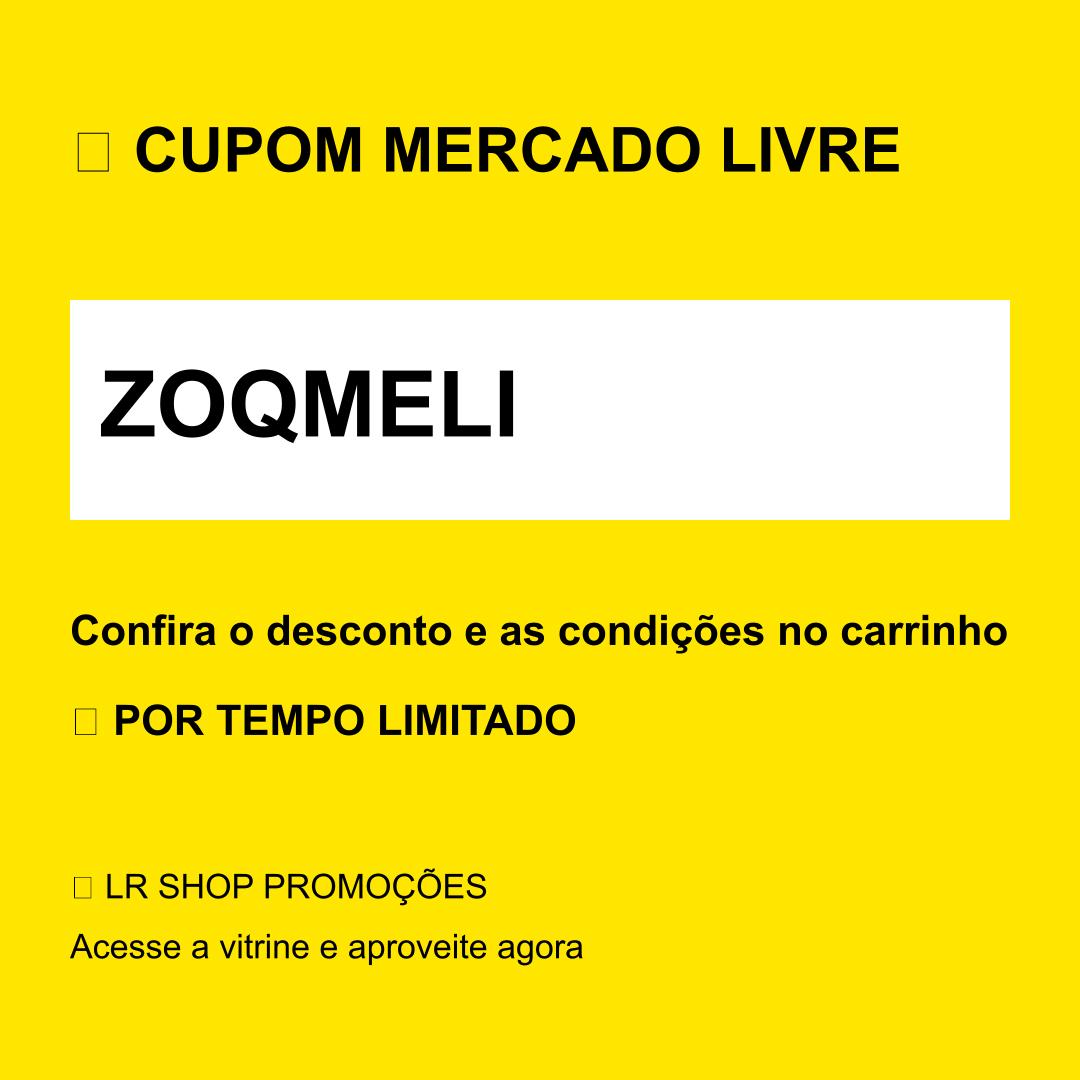 CUPOM MERCADO LIVRE
ZOQMELI
Confira o desconto e as condições no carrinho
POR TEMPO LIMITADO
LR SHOP PROMOÇÕES
Acesse a vitrine e aproveite agora